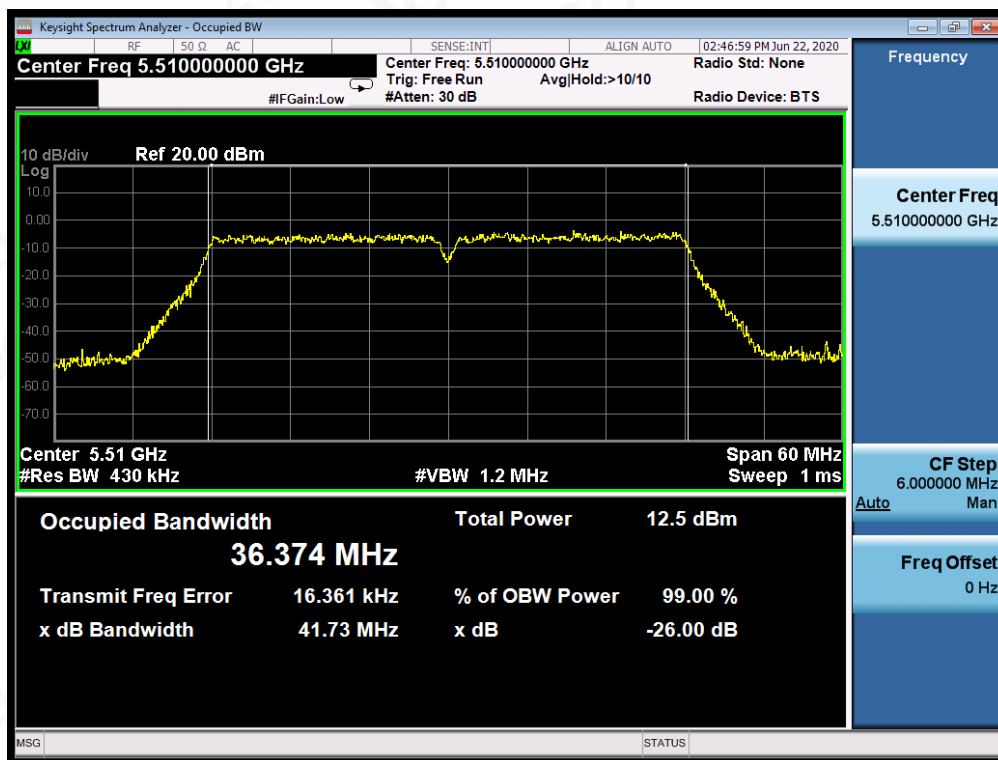 Keysight Spectrum Analyzer - Occupied BW
LXI RF 50 Ω AC SENSE:INT ALIGN AUTO 02:46:59 PM Jun 22, 2020
Center Freq 5.510000000 GHz
Center Freq: 5.510000000 GHz Radio Std: None
Trig: Free Run Avg|Hold:>10/10
#IFGain:Low #Atten: 30 dB Radio Device: BTS
10 dB/div Ref 20.00 dBm
Log
10.0
0.00
-10.0
-20.0
-30.0
-40.0
-50.0
-60.0
-70.0
Center 5.51 GHz Span 60 MHz
#Res BW 430 kHz #VBW 1.2 MHz Sweep 1 ms
Occupied Bandwidth Total Power 12.5 dBm
36.374 MHz
Transmit Freq Error 16.361 kHz % of OBW Power 99.00 %
x dB Bandwidth 41.73 MHz x dB -26.00 dB
MSG STATUS
Frequency
Center Freq
5.510000000 GHz
CF Step
6.000000 MHz
Auto Man
Freq Offset
0 Hz